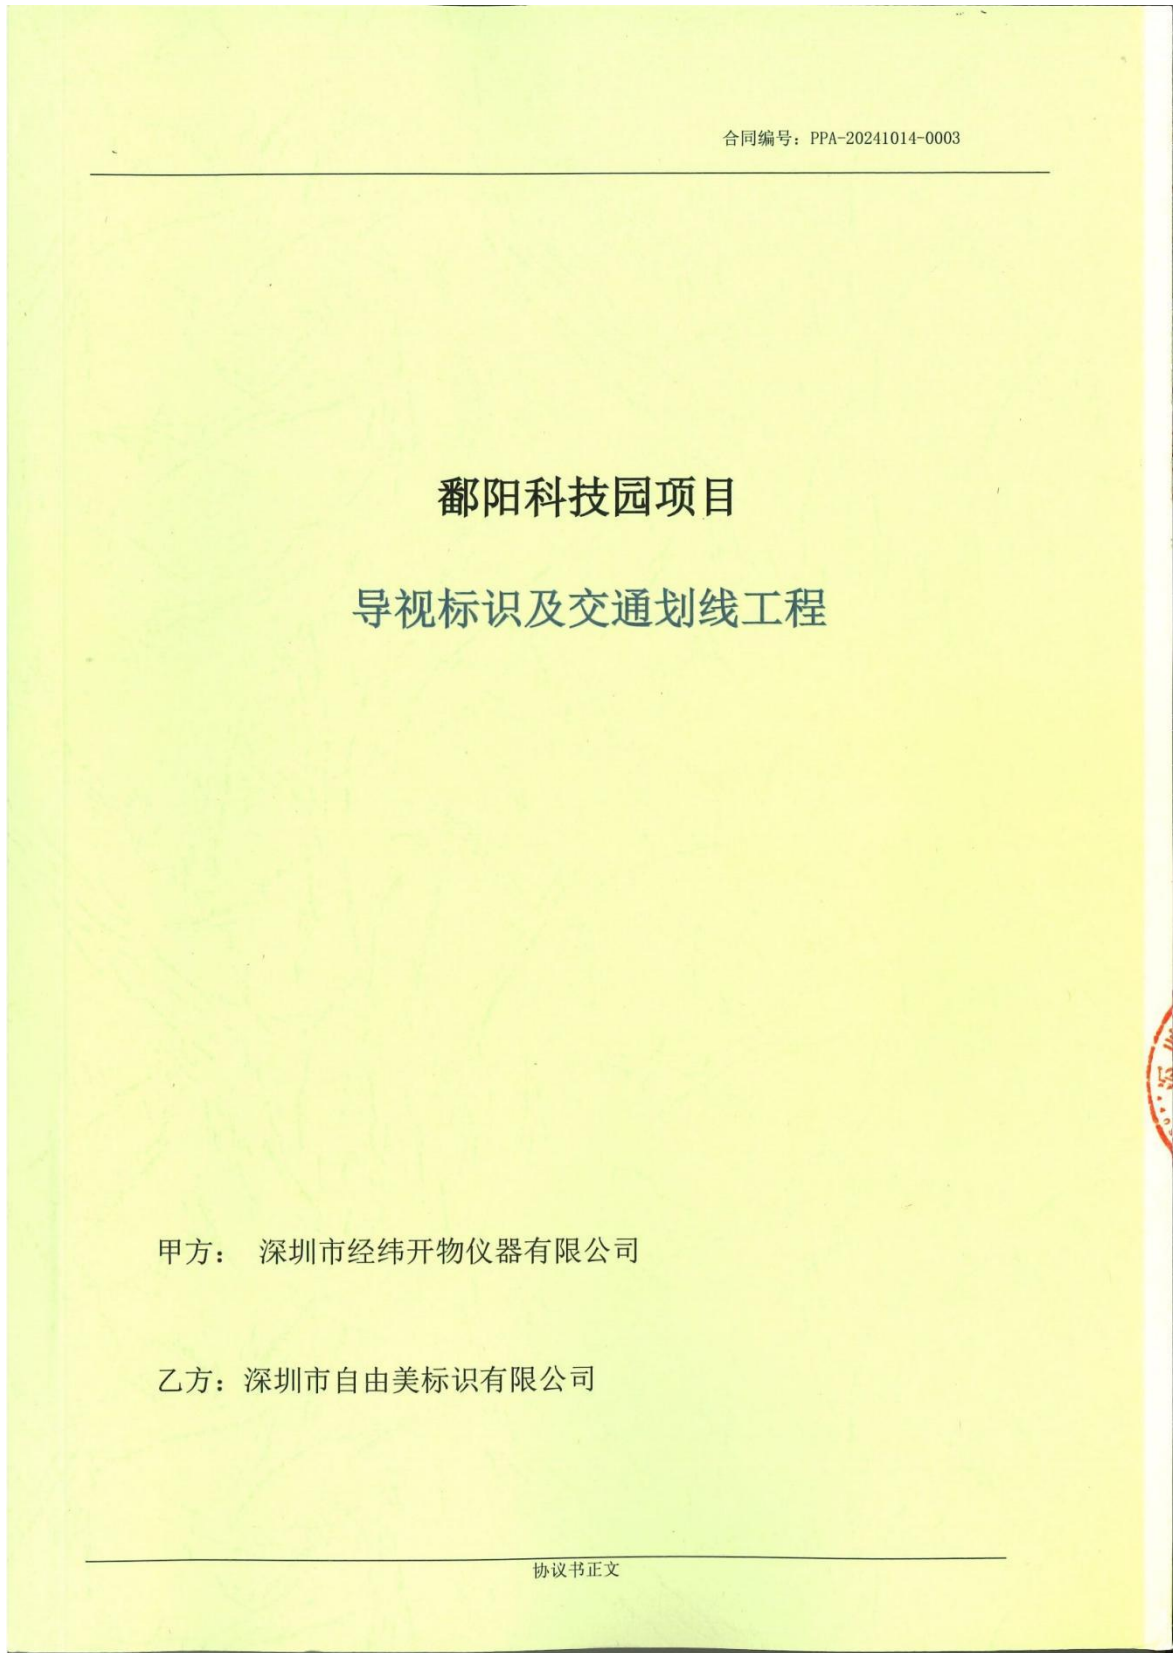 合同编号：PPA-20241014-0003
鄱阳科技园项目
导视标识及交通划线工程
甲方： 深圳市经纬开物仪器有限公司
乙方：深圳市自由美标识有限公司
协议书正文